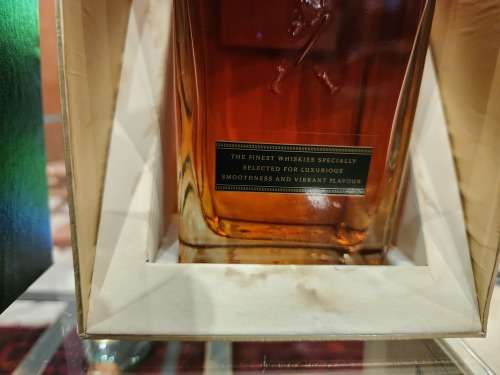 THE FINEST WHISKIES SPECIALLY
SELECTED FOR LUXURIOUS
SMOOTHNESS AND VIBRANT FLAVOUR